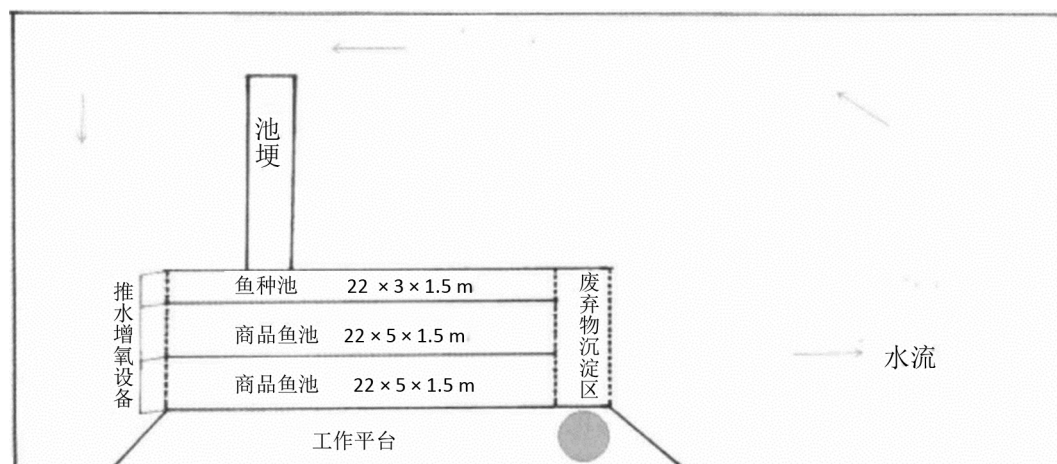 池埂
鱼种池 22 ×3×1.5 m
商品鱼池 22×5×1.5 m
商品鱼池 22×5×1.5 m
推水增氧设备
废弃物沉淀区
水流
工作平台